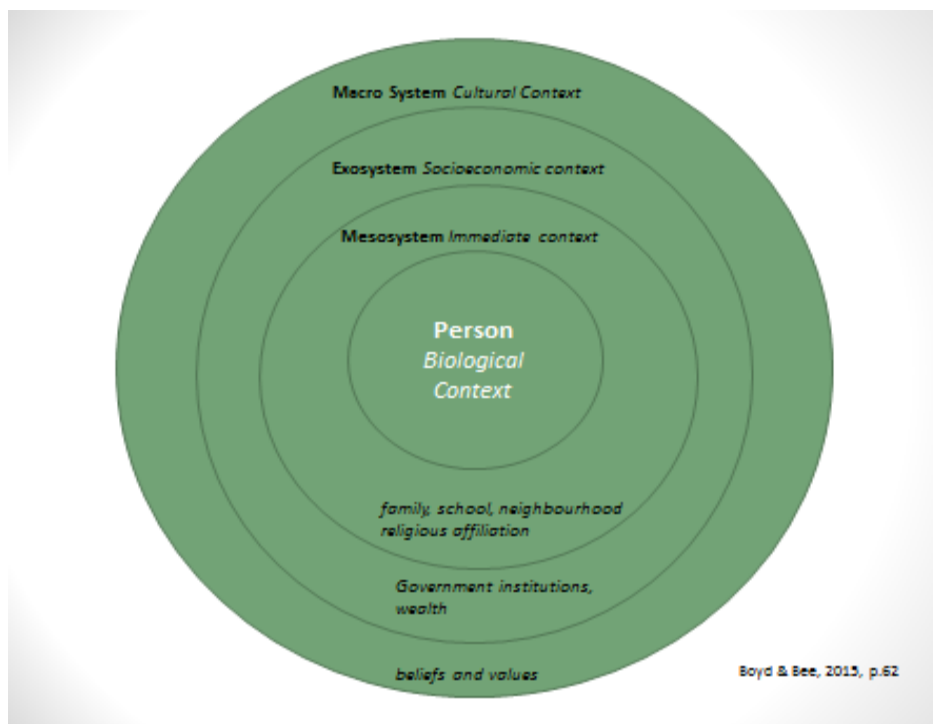 Macro System Cultural Context
Exosystem Socioeconomic context
Mesosystem Immediate context
Person
Biological
Context
family, school, neighbourhood
religious affiliation
Government institutions,
wealth
beliefs and values
Boyd & Bee, 2015, p.62